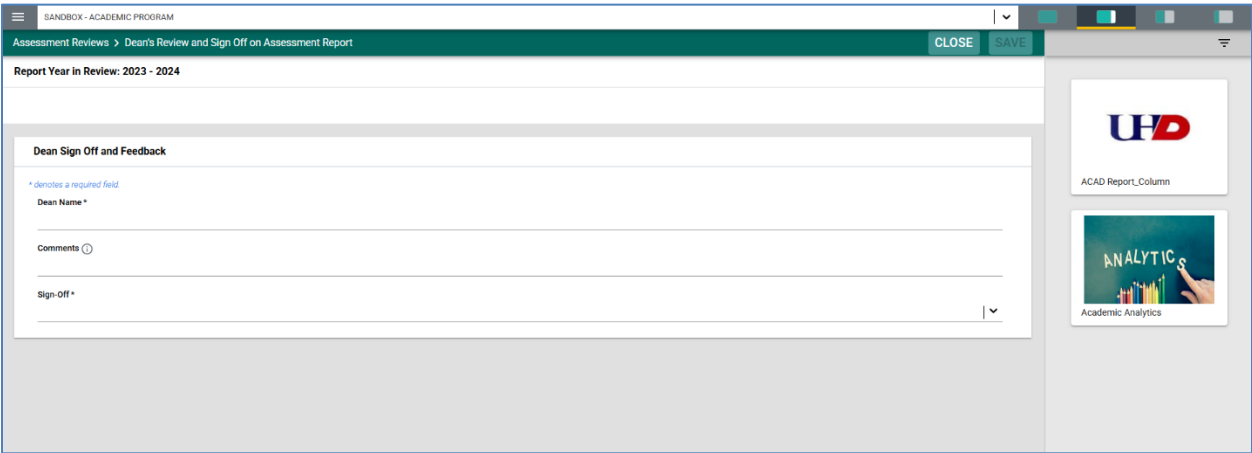 SANDBOX - ACADEMIC PROGRAM
Assessment Reviews > Dean's Review and Sign Off on Assessment Report
CLOSE SAVE
Report Year in Review: 2023 - 2024
Dean Sign Off and Feedback
* denotes a required field.
Dean Name *
Comments
Sign-Off *
UHD
ACAD Report_Column
ANALYTICS
Academic Analytics